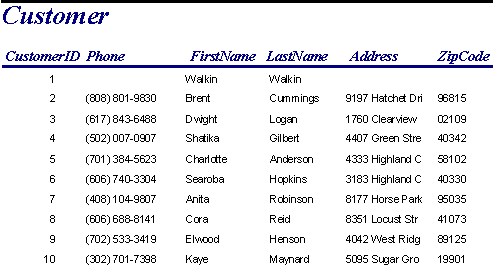 Customer
CustomerID Phone FirstName LastName Address ZipCode
1 Walkin Walkin
2 (808) 801-9830 Brent Cummings 9197 Hatchet Dri 96815
3 (617) 843-6488 Dwight Logan 1760 Clearview 02109
4 (502) 007-0907 Shatika Gilbert 4407 Green Stre 40342
5 (701) 384-5623 Charlotte Anderson 4333 Highland C 58102
6 (606) 740-3304 Searoba Hopkins 3183 Highland C 40330
7 (408) 104-9807 Anita Robinson 8177 Horse Park 95035
8 (606) 688-8141 Cora Reid 8351 Locust Str 41073
9 (702) 533-3419 Elwood Henson 4042 West Ridg 89125
10 (302) 701-7398 Kaye Maynard 5095 Sugar Gro 19901